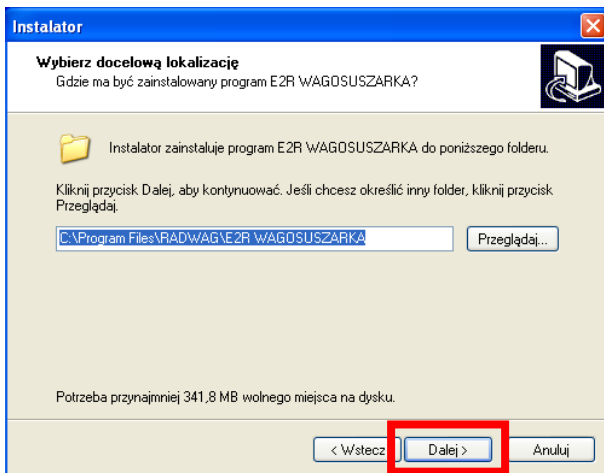 Instalator
Wybierz docelową lokalizację
Gdzie ma być zainstalowany program E2R WAGOSUSZARKA?
Instalator zainstaluje program E2R WAGOSUSZARKA do poniższego folderu.
Kliknij przycisk Dalej, aby kontynuować. Jeśli chcesz określić inny folder, kliknij przycisk
Przeglądaj.
C:\Program Files\RADWAG\E2R WAGOSUSZARKA
Przeglądaj...
Potrzeba przynajmniej 341,8 MB wolnego miejsca na dysku.
< Wstecz
Dalej >
Anuluj